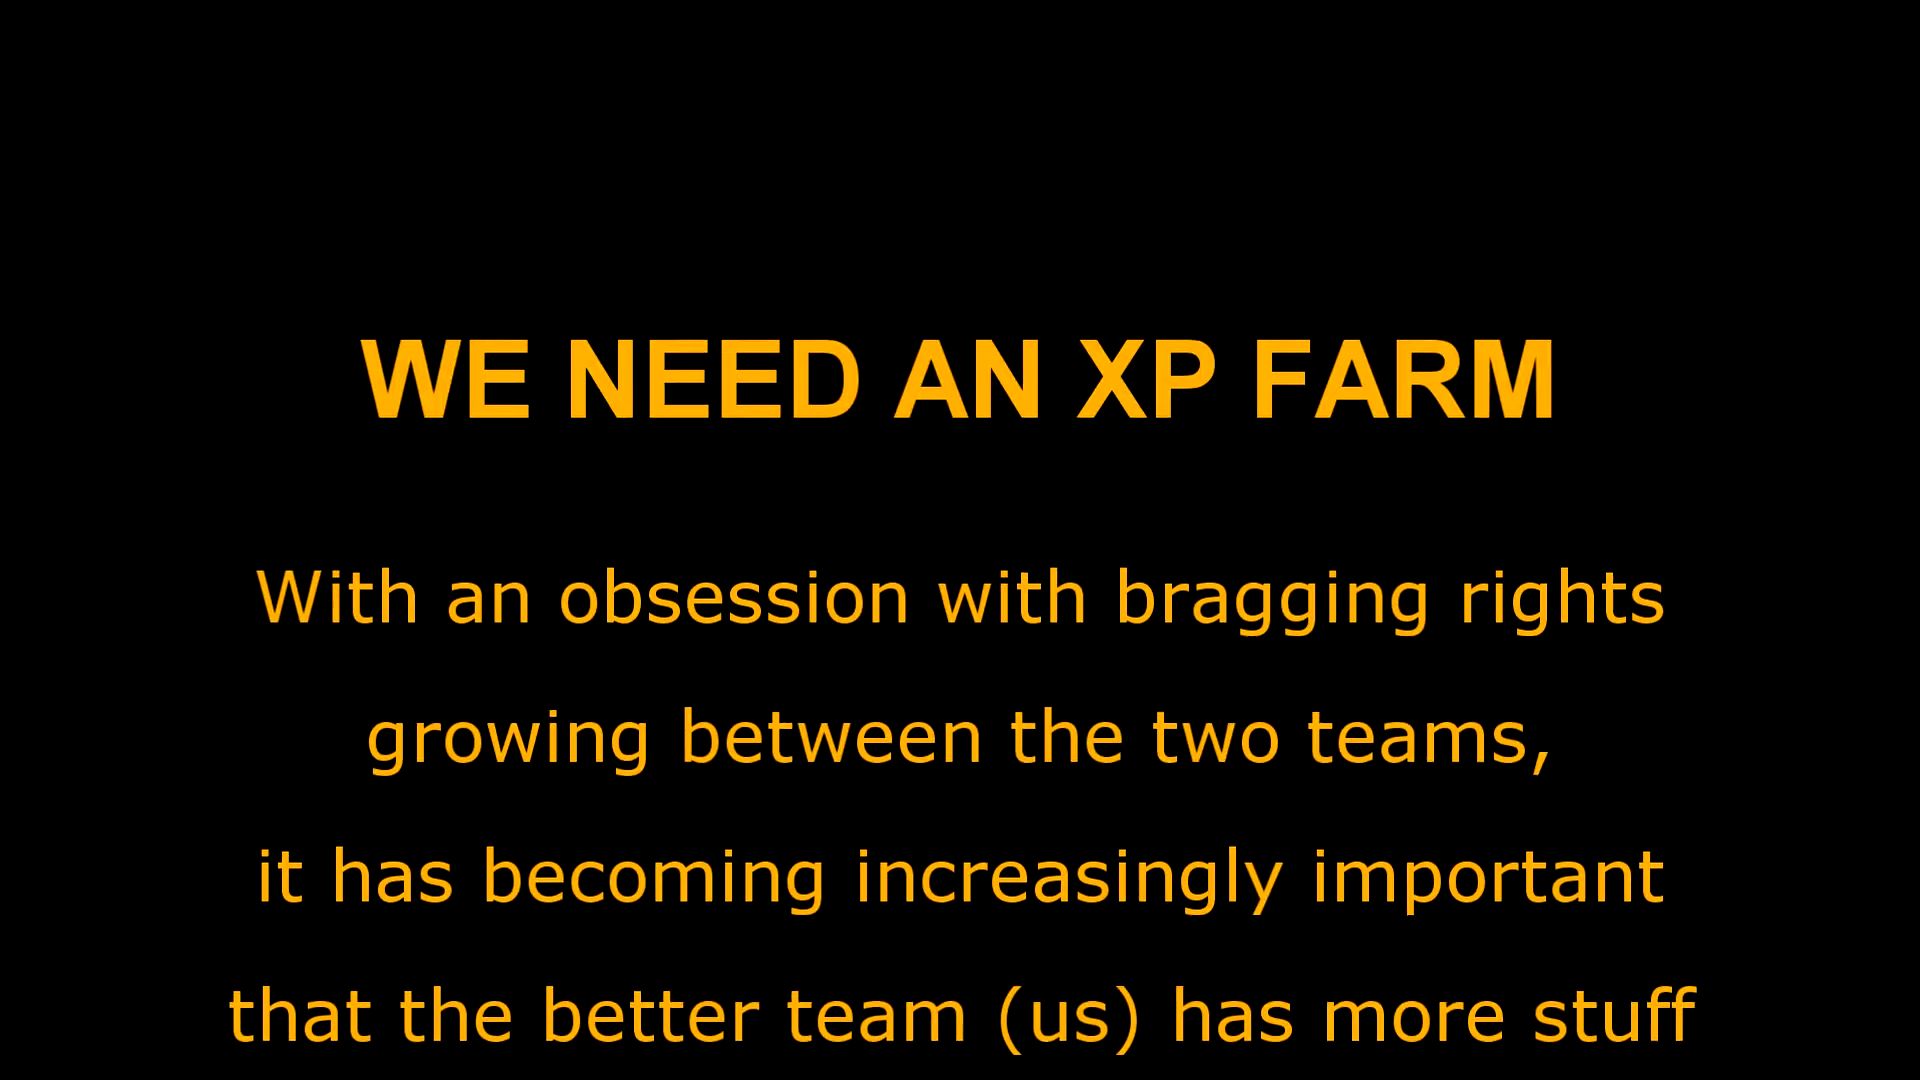 WE NEED AN XP FARM
With an obsession with bragging rights
growing between the two teams,
it has becoming increasingly important
that the better team (us) has more stuff